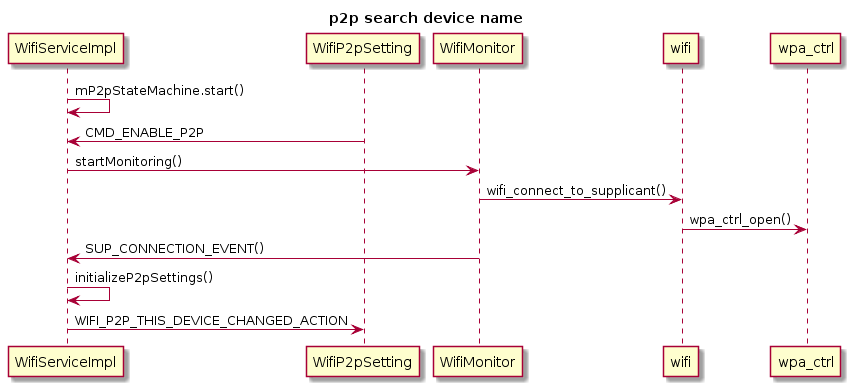 p2p search device name
WifiServiceImpl WifiP2pSetting WifiMonitor wifi wpa_ctrl
mP2pStateMachine.start()
CMD_ENABLE_P2P
startMonitoring()
wifi_connect_to_supplicant()
wpa_ctrl_open()
SUP_CONNECTION_EVENT()
initializeP2pSettings()
WIFI_P2P_THIS_DEVICE_CHANGED_ACTION
WifiServiceImpl WifiP2pSetting WifiMonitor wifi wpa_ctrl